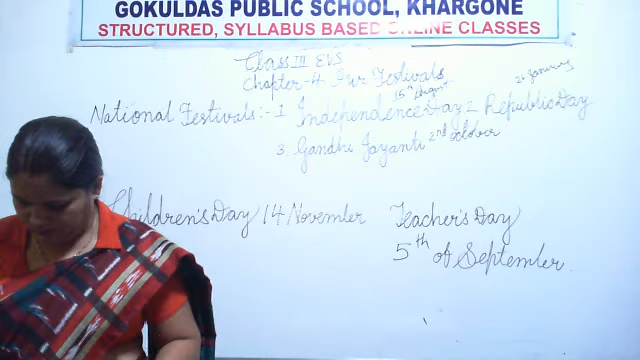 GOKULDAS PUBLIC SCHOOL, KHARGONE
STRUCTURED, SYLLABUS BASED ONLINE CLASSES
Class III EVS
Chapter-4 Our Festivals
15th August 26 January
National Festivals:- 1 Independence Day 2 Republic Day
3. Gandhi Jayanti 2nd October
Children's Day 14 November Teacher's Day
5th of September.